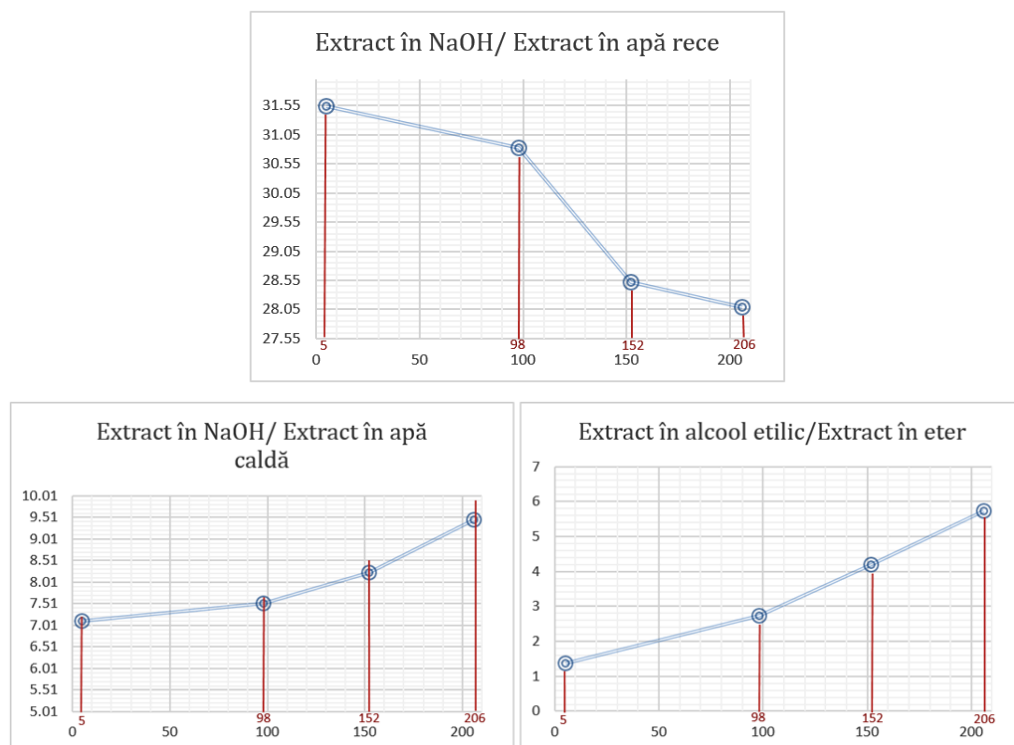 Extract în NaOH/ Extract în apă rece
31.55
31.05
30.55
30.05
29.55
29.05
28.55
28.05
27.55
5 98 152 206
0 50 100 150 200
Extract în NaOH/ Extract în apă
caldă
10.01
9.51
9.01
8.51
8.01
7.51
7.01
6.51
6.01
5.51
5.01
5 98 152 206
0 50 100 150 200
Extract în alcool etilic/Extract în eter
7
6
5
4
3
2
1
0
5 98 152 206
0 50 100 150 200